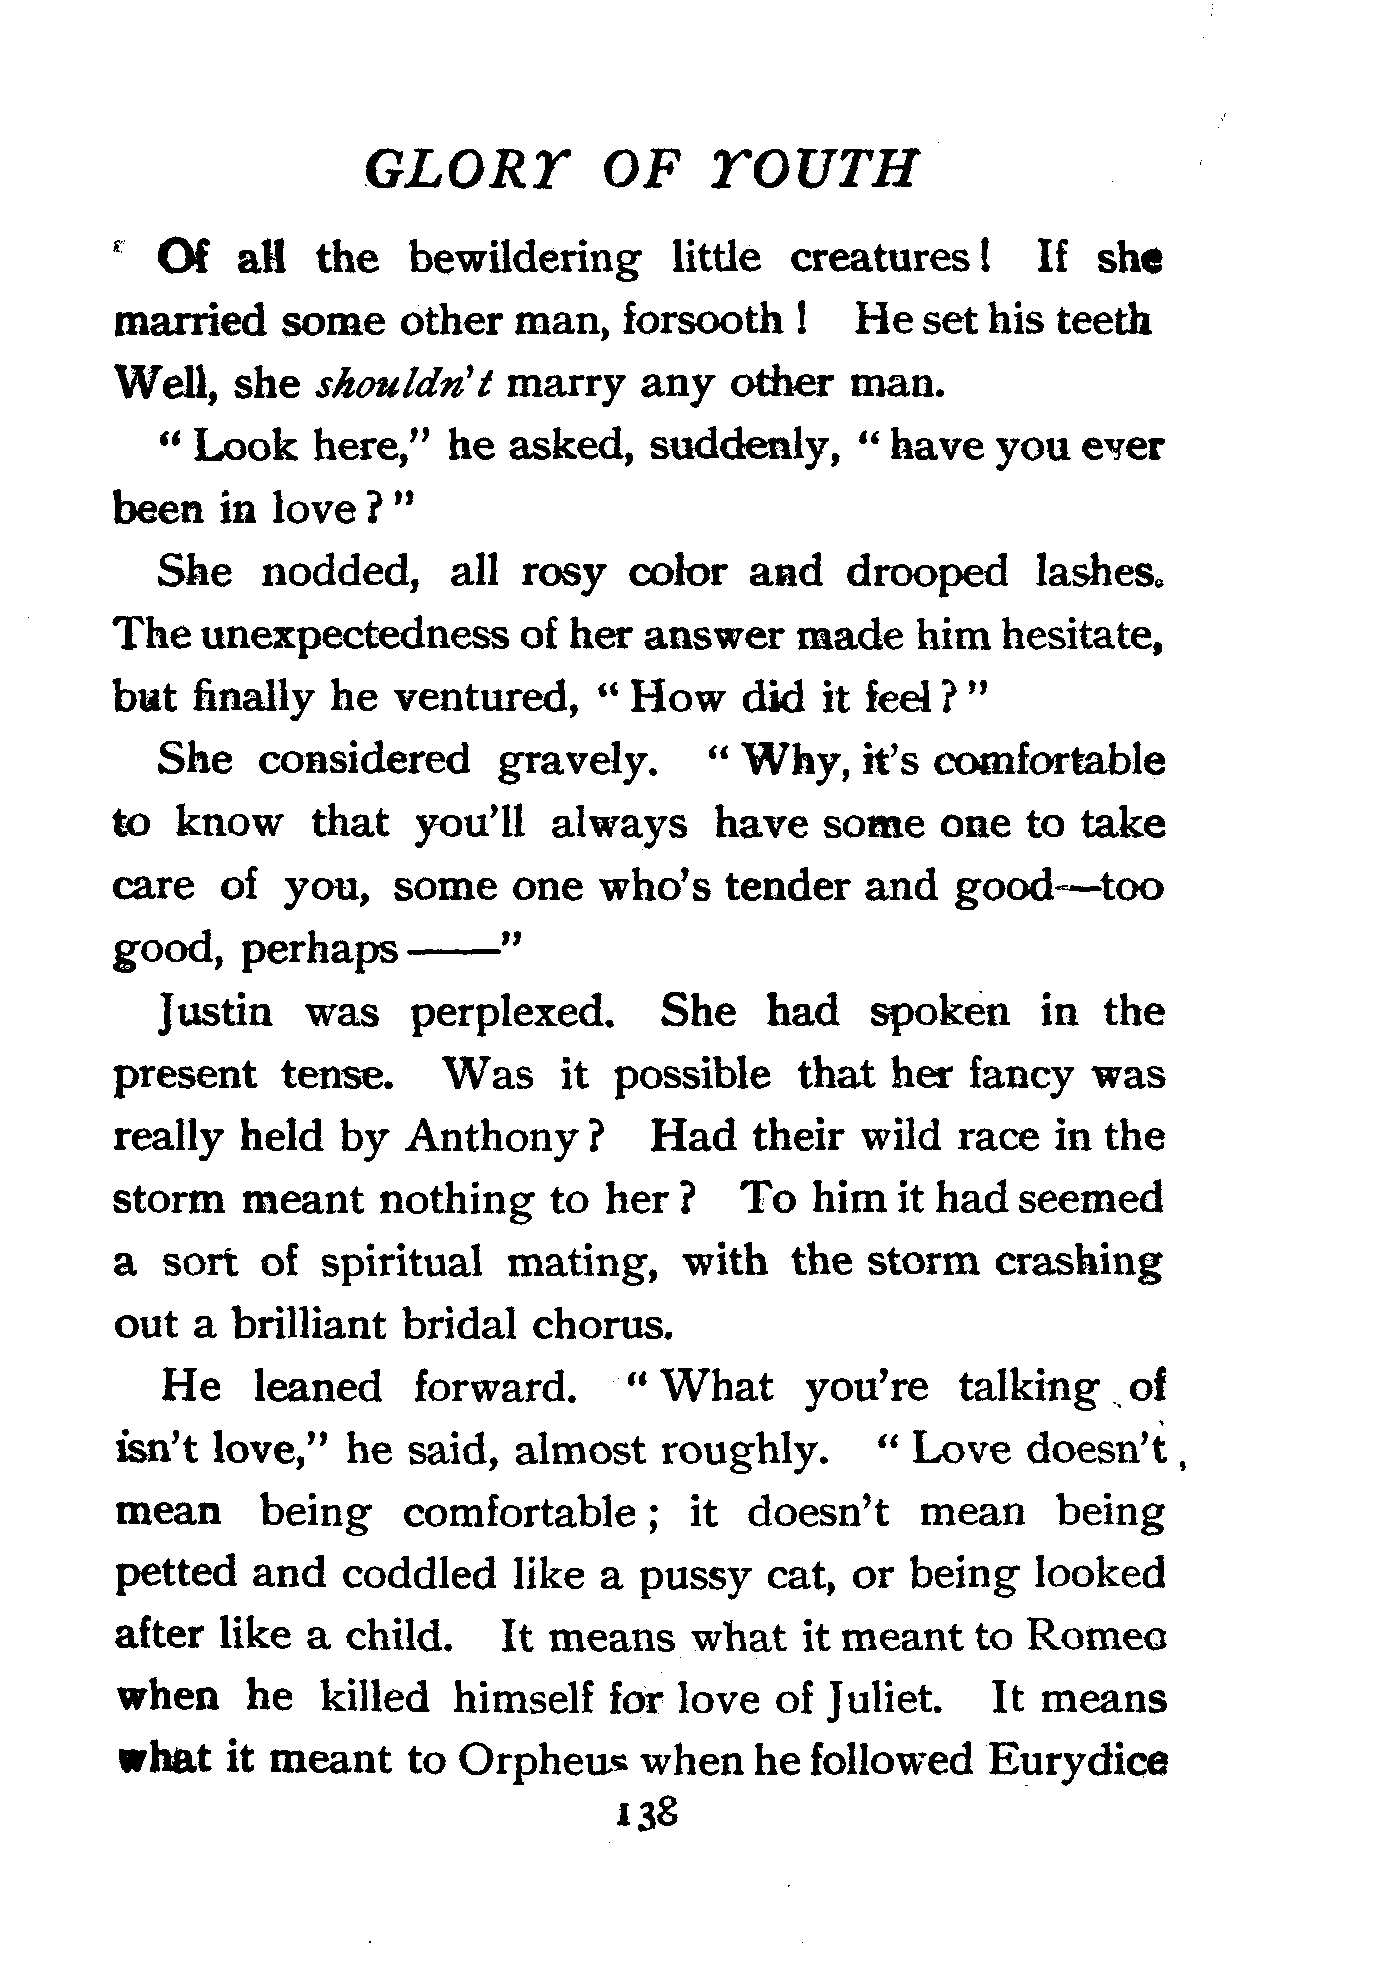 GLORY OF YOUTH
Of all the bewildering little creatures! If she
married some other man, forsooth! He set his teeth
Well, she shouldn't marry any other man.
"Look here," he asked, suddenly, "have you ever
been in love?"
She nodded, all rosy color and drooped lashes.
The unexpectedness of her answer made him hesitate,
but finally he ventured, "How did it feel?"
She considered gravely. "Why, it's comfortable
to know that you'll always have some one to take
care of you, some one who's tender and good—too
good, perhaps——"
Justin was perplexed. She had spoken in the
present tense. Was it possible that her fancy was
really held by Anthony? Had their wild race in the
storm meant nothing to her? To him it had seemed
a sort of spiritual mating, with the storm crashing
out a brilliant bridal chorus.
He leaned forward. "What you're talking of
isn't love," he said, almost roughly. "Love doesn't
mean being comfortable; it doesn't mean being
petted and coddled like a pussy cat, or being looked
after like a child. It means what it meant to Romeo
when he killed himself for love of Juliet. It means
what it meant to Orpheus when he followed Eurydice
138